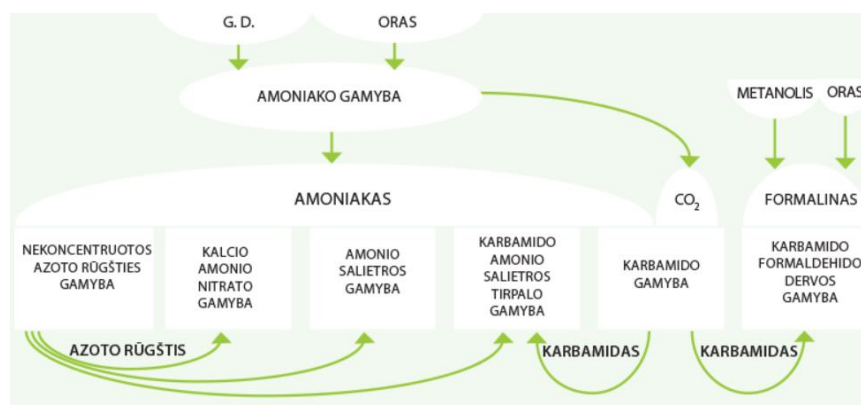 G. D.
ORAS
AMONIAKO GAMYBA
METANOLIS
ORAS
AMONIAKAS
CO₂
FORMALINAS
NEKONCENTRUOTOS
AZOTO RŪGŠTIES
GAMYBA
KALCIO
AMONIO
NITRATO
GAMYBA
AMONIO
SALIETROS
GAMYBA
KARBAMIDO
AMONIO
SALIETROS
TIRPALO
GAMYBA
KARBAMIDO
GAMYBA
KARBAMIDO
FORMALDEHIDO
DERVOS
GAMYBA
AZOTO RŪGŠTIS
KARBAMIDAS
KARBAMIDAS